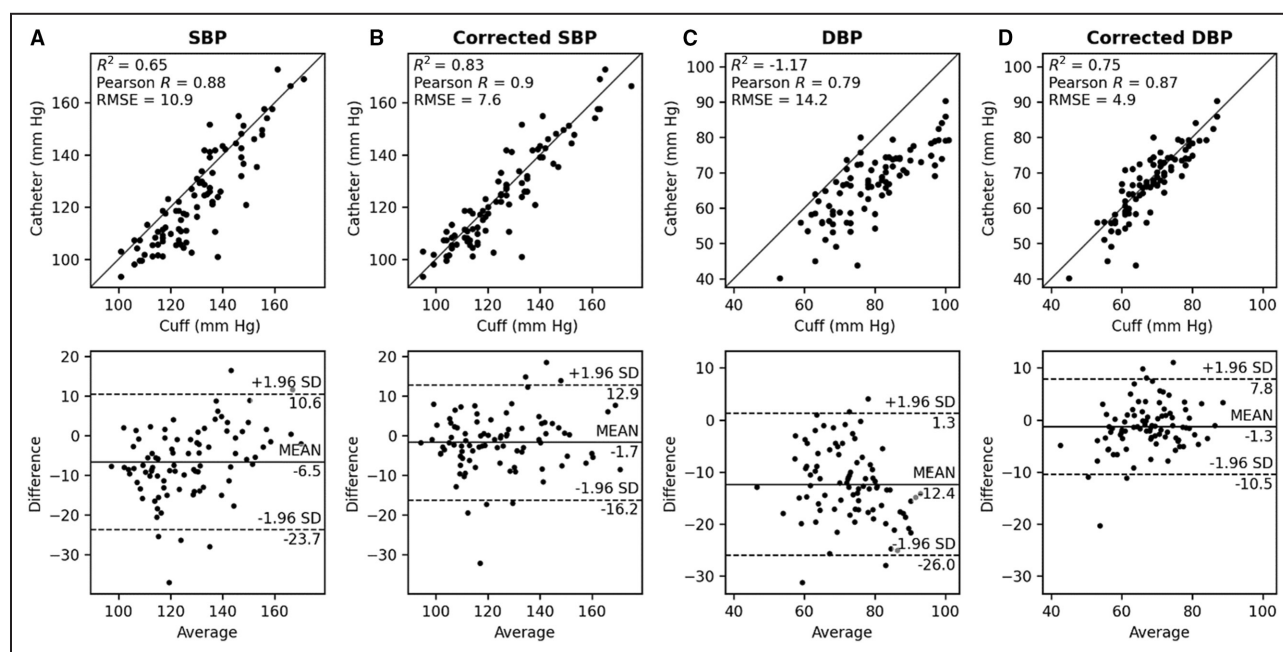 A
SBP
R² = 0.65
Pearson R = 0.88
RMSE = 10.9
160
140
120
100
Catheter (mm Hg)
100 120 140 160
Cuff (mm Hg)
B
Corrected SBP
R² = 0.83
Pearson R = 0.9
RMSE = 7.6
160
140
120
100
Catheter (mm Hg)
100 120 140 160
Cuff (mm Hg)
C
DBP
R² = -1.17
Pearson R = 0.79
RMSE = 14.2
100
90
80
70
60
50
40
Catheter (mm Hg)
40 60 80 100
Cuff (mm Hg)
D
Corrected DBP
R² = 0.75
Pearson R = 0.87
RMSE = 4.9
100
90
80
70
60
50
40
Catheter (mm Hg)
40 60 80 100
Cuff (mm Hg)
20
10
0
−10
−20
−30
Difference
+1.96 SD
10.6
MEAN
-6.5
-1.96 SD
-23.7
100 120 140 160
Average
20
10
0
−10
−20
−30
Difference
+1.96 SD
12.9
MEAN
-1.7
-1.96 SD
-16.2
100 120 140 160
Average
10
0
−10
−20
−30
Difference
+1.96 SD
1.3
MEAN
-12.4
-1.96 SD
-26.0
40 60 80 100
Average
10
0
−10
−20
−30
Difference
+1.96 SD
7.8
MEAN
-1.3
-1.96 SD
-10.5
40 60 80 100
Average